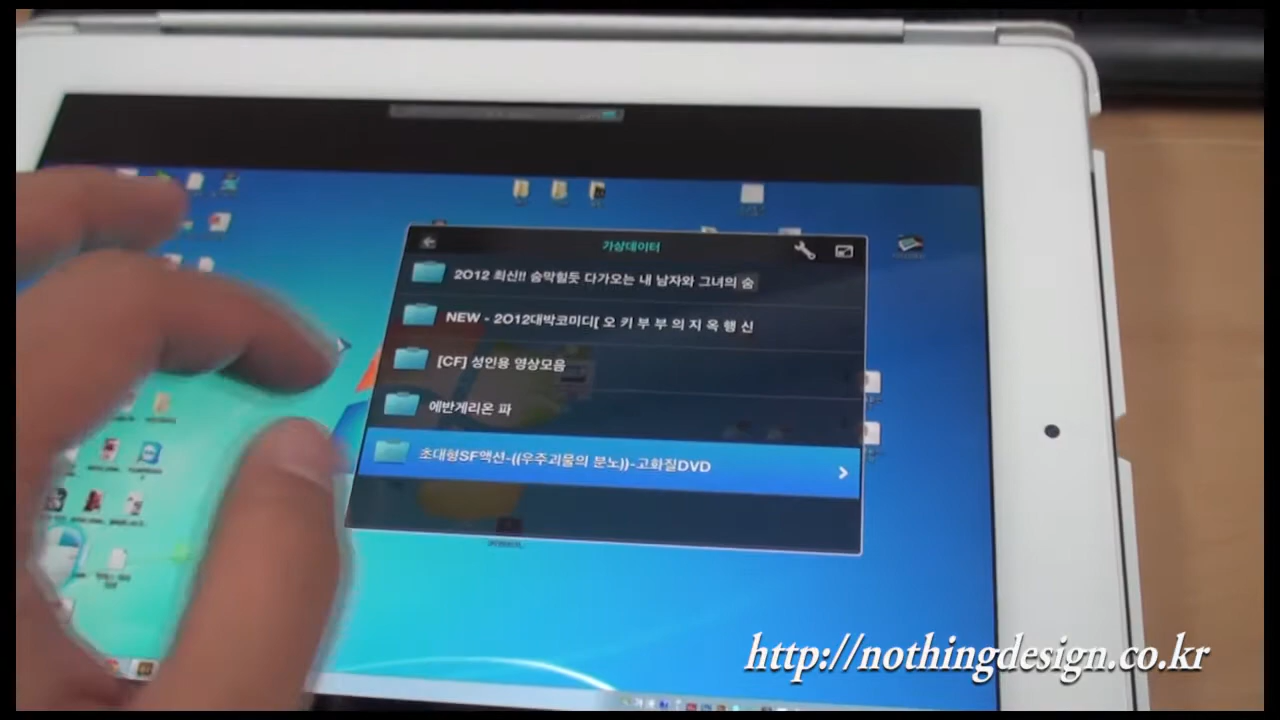 가상데이터
2012 최신!! 숨막힐듯 다가오는 내 남자와 그녀의 숨
NEW - 2012대박코미디[ 오 키 부 부 의 지 옥 행 신
[CF] 성인용 영상모음
에반게리온 파
초대형SF액션-((우주괴물의 분노))-고화질DVD
http://nothingdesign.co.kr